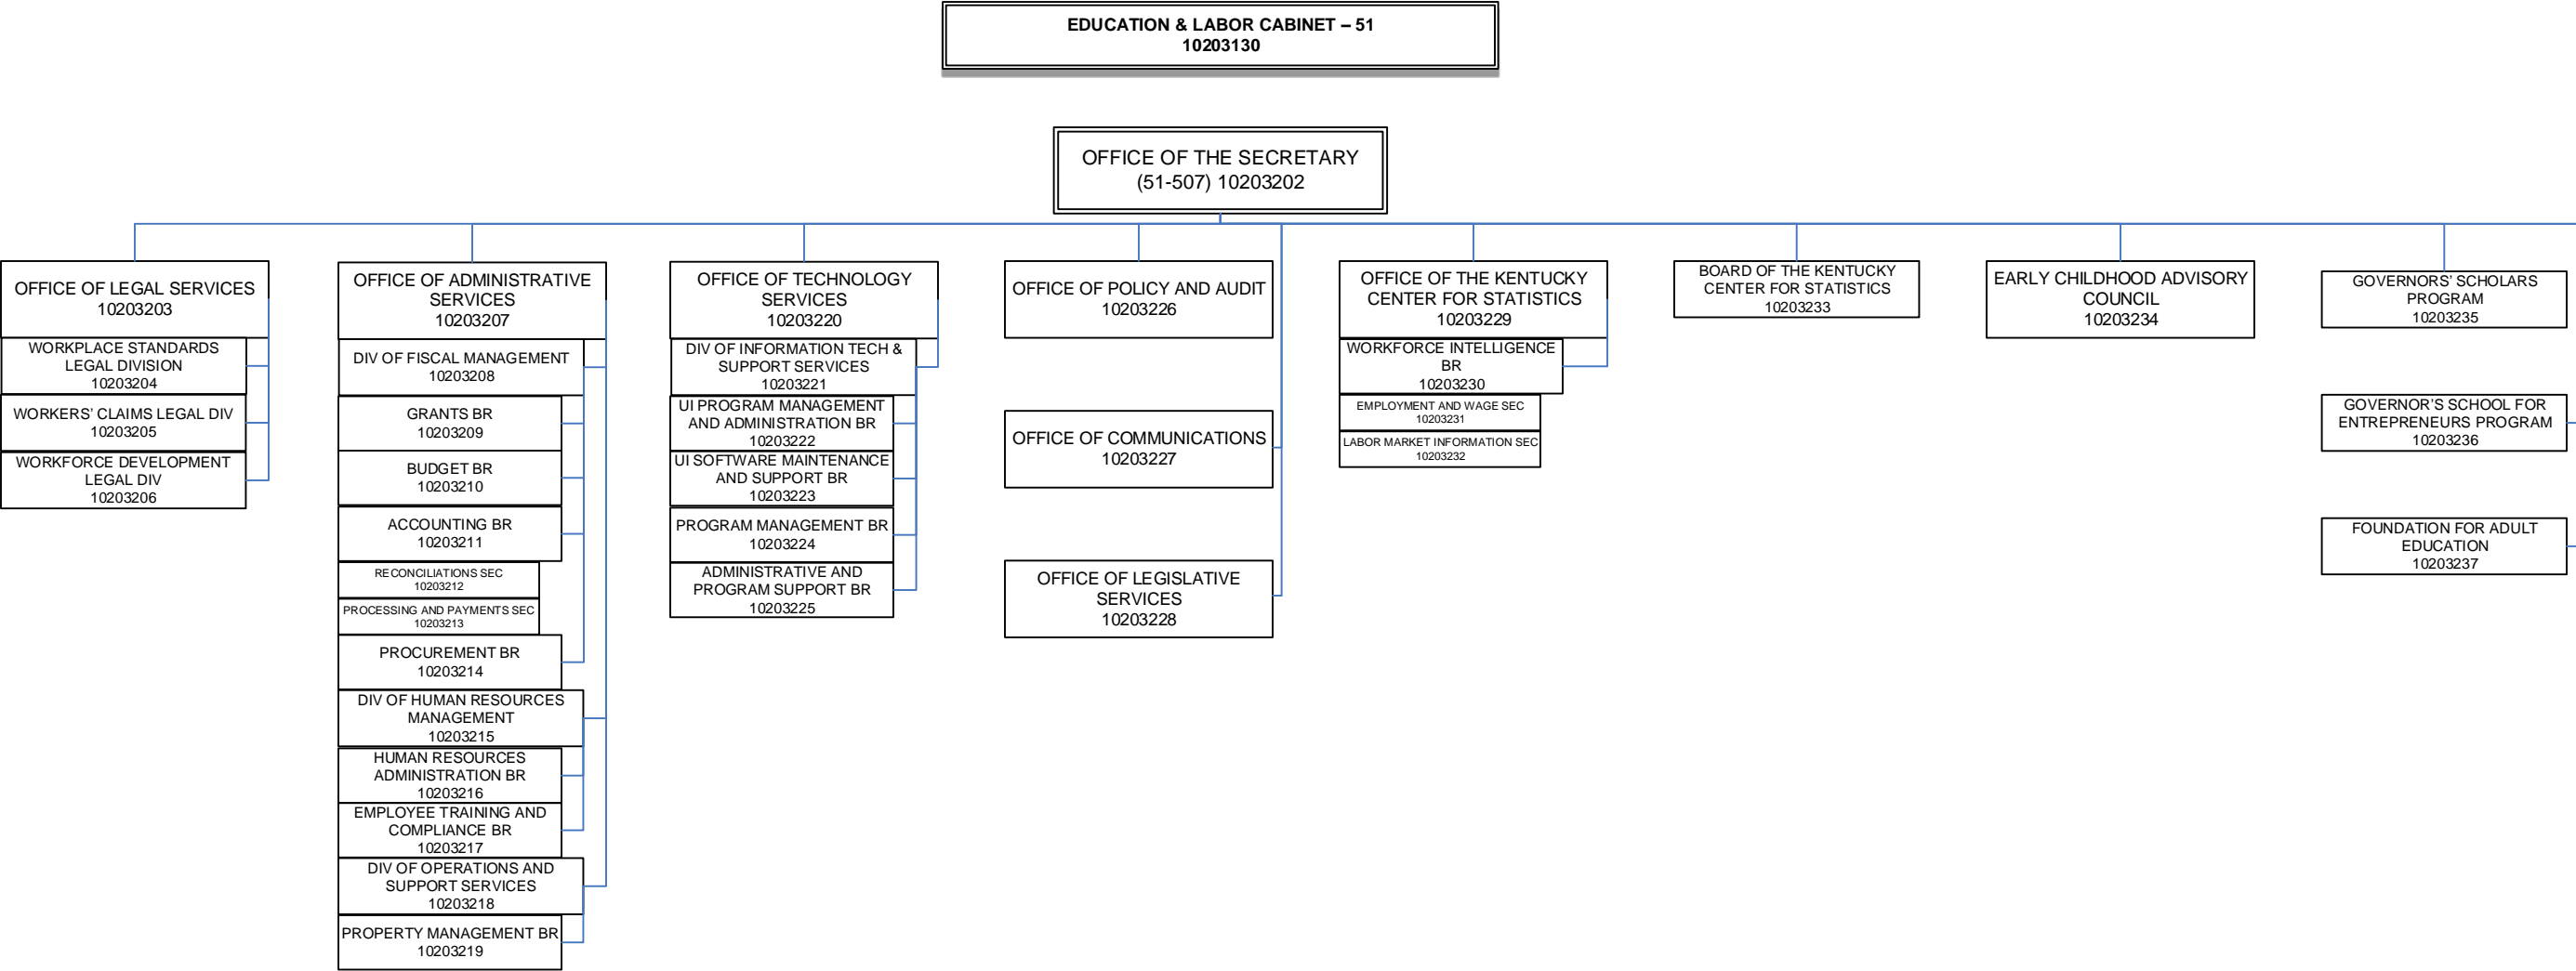 EDUCATION & LABOR CABINET – 51
10203130
OFFICE OF THE SECRETARY
(51-507) 10203202
OFFICE OF LEGAL SERVICES
10203203
WORKPLACE STANDARDS
LEGAL DIVISION
10203204
WORKERS' CLAIMS LEGAL DIV
10203205
WORKFORCE DEVELOPMENT
LEGAL DIV
10203206
OFFICE OF ADMINISTRATIVE
SERVICES
10203207
DIV OF FISCAL MANAGEMENT
10203208
GRANTS BR
10203209
BUDGET BR
10203210
ACCOUNTING BR
10203211
RECONCILIATIONS SEC
10203212
PROCESSING AND PAYMENTS SEC
10203213
PROCUREMENT BR
10203214
DIV OF HUMAN RESOURCES
MANAGEMENT
10203215
HUMAN RESOURCES
ADMINISTRATION BR
10203216
EMPLOYEE TRAINING AND
COMPLIANCE BR
10203217
DIV OF OPERATIONS AND
SUPPORT SERVICES
10203218
PROPERTY MANAGEMENT BR
10203219
OFFICE OF TECHNOLOGY
SERVICES
10203220
DIV OF INFORMATION TECH &
SUPPORT SERVICES
10203221
UI PROGRAM MANAGEMENT
AND ADMINISTRATION BR
10203222
UI SOFTWARE MAINTENANCE
AND SUPPORT BR
10203223
PROGRAM MANAGEMENT BR
10203224
ADMINISTRATIVE AND
PROGRAM SUPPORT BR
10203225
OFFICE OF POLICY AND AUDIT
10203226
OFFICE OF COMMUNICATIONS
10203227
OFFICE OF LEGISLATIVE
SERVICES
10203228
OFFICE OF THE KENTUCKY
CENTER FOR STATISTICS
10203229
WORKFORCE INTELLIGENCE
BR
10203230
EMPLOYMENT AND WAGE SEC
10203231
LABOR MARKET INFORMATION SEC
10203232
BOARD OF THE KENTUCKY
CENTER FOR STATISTICS
10203233
EARLY CHILDHOOD ADVISORY
COUNCIL
10203234
GOVERNORS' SCHOLARS
PROGRAM
10203235
GOVERNOR'S SCHOOL FOR
ENTREPRENEURS PROGRAM
10203236
FOUNDATION FOR ADULT
EDUCATION
10203237